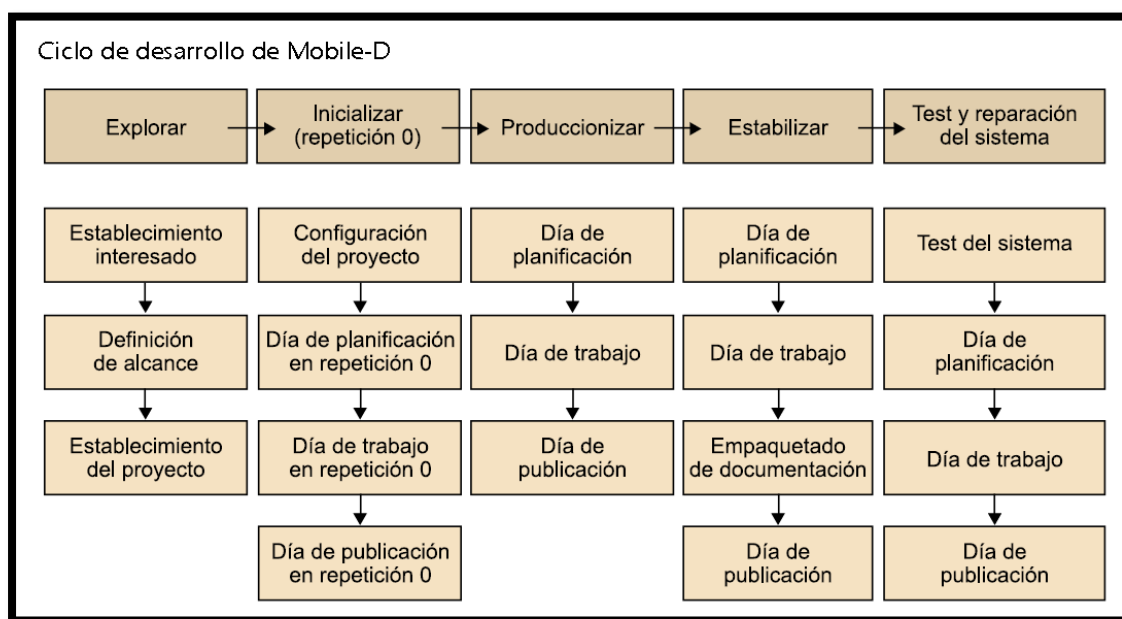 Ciclo de desarrollo de Mobile-D
Explorar
Inicializar
(repetición 0)
Produccionizar
Estabilizar
Test y reparación
del sistema
Establecimiento
interesado
Definición
de alcance
Establecimiento
del proyecto
Configuración
del proyecto
Día de planificación
en repetición 0
Día de trabajo
en repetición 0
Día de publicación
en repetición 0
Día de
planificación
Día de trabajo
Día de
publicación
Día de
planificación
Día de trabajo
Empaquetado
de documentación
Día de
publicación
Test del sistema
Día de
planificación
Día de trabajo
Día de
publicación